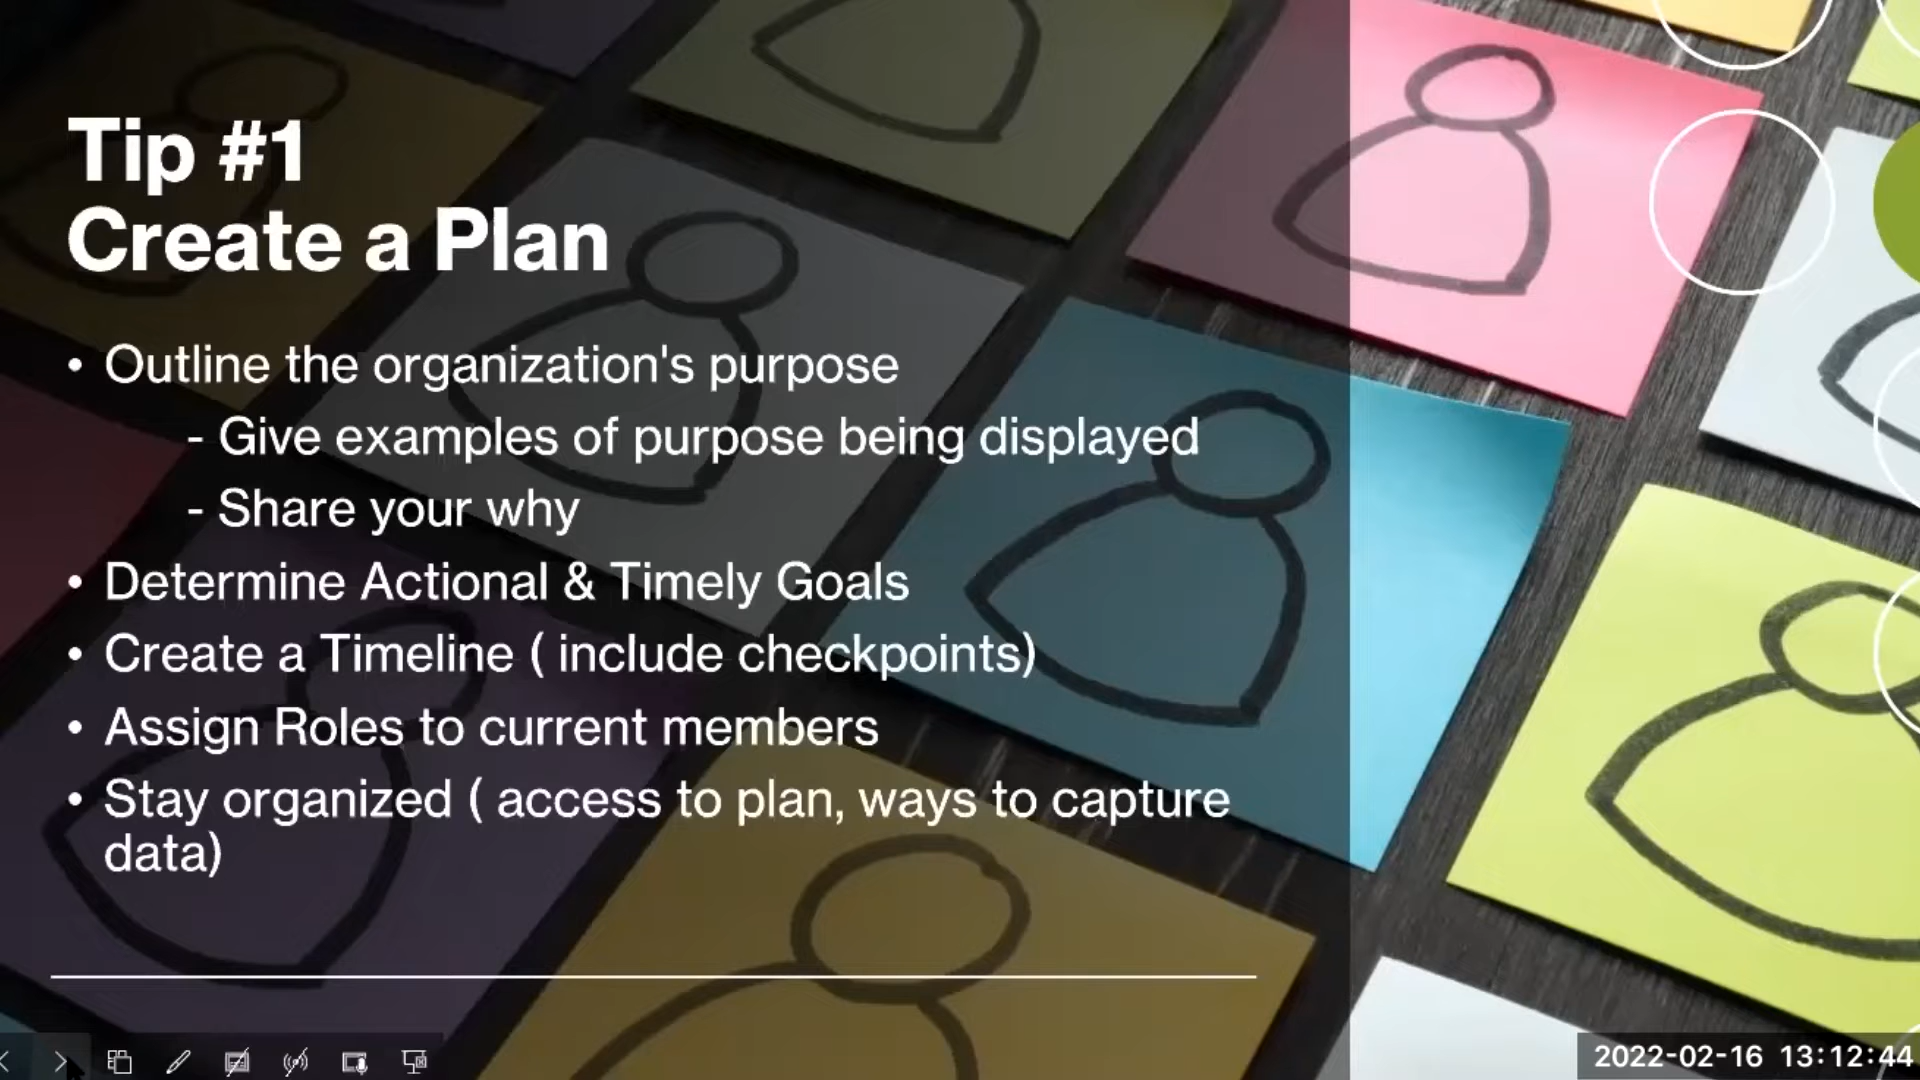 Tip #1
Create a Plan
• Outline the organization's purpose
- Give examples of purpose being displayed
- Share your why
• Determine Actional & Timely Goals
• Create a Timeline ( include checkpoints)
• Assign Roles to current members
• Stay organized ( access to plan, ways to capture
data)
2022-02-16 13:12:44